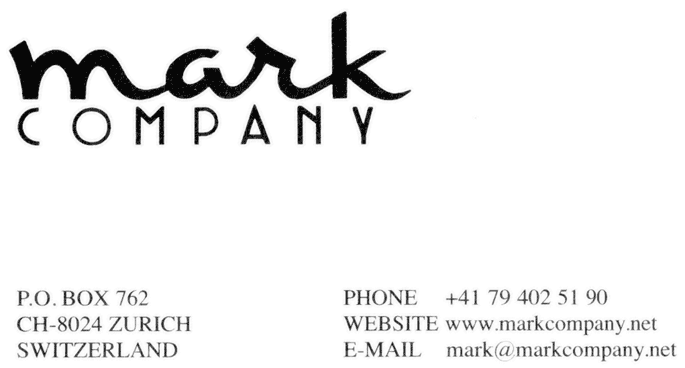 mark
COMPANY
P.O. BOX 762
CH-8024 ZURICH
SWITZERLAND
PHONE +41 79 402 51 90
WEBSITE www.markcompany.net
E-MAIL mark@markcompany.net